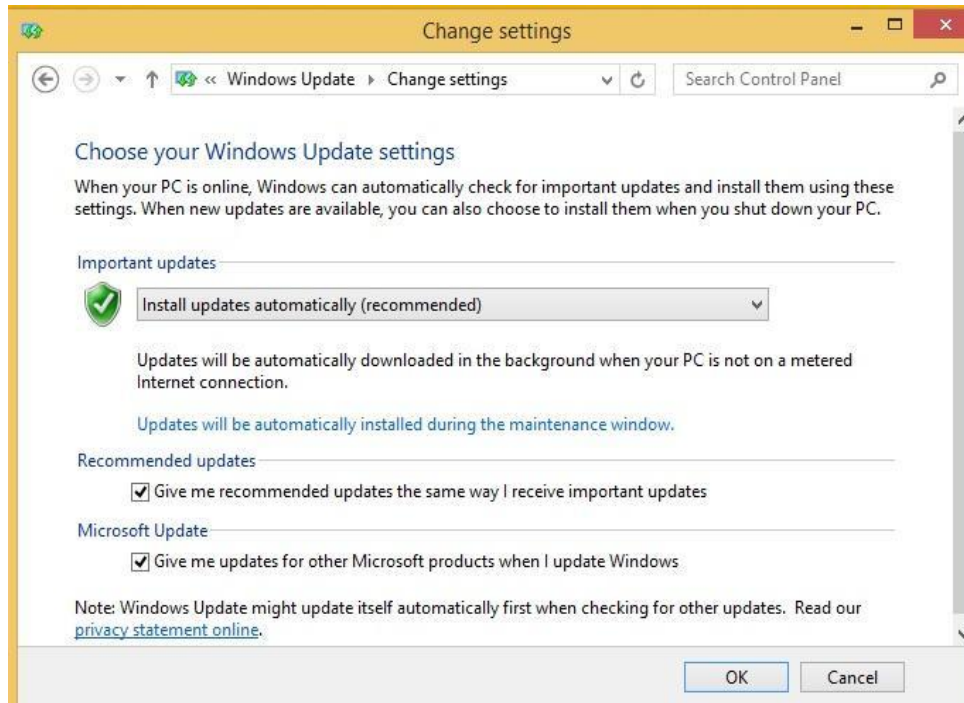 Change settings
« Windows Update Change settings
Search Control Panel
Choose your Windows Update settings
When your PC is online, Windows can automatically check for important updates and install them using these
settings. When new updates are available, you can also choose to install them when you shut down your PC.
Important updates
Install updates automatically (recommended)
Updates will be automatically downloaded in the background when your PC is not on a metered
Internet connection.
Updates will be automatically installed during the maintenance window.
Recommended updates
Give me recommended updates the same way I receive important updates
Microsoft Update
Give me updates for other Microsoft products when I update Windows
Note: Windows Update might update itself automatically first when checking for other updates.  Read our
privacy statement online.
OK
Cancel